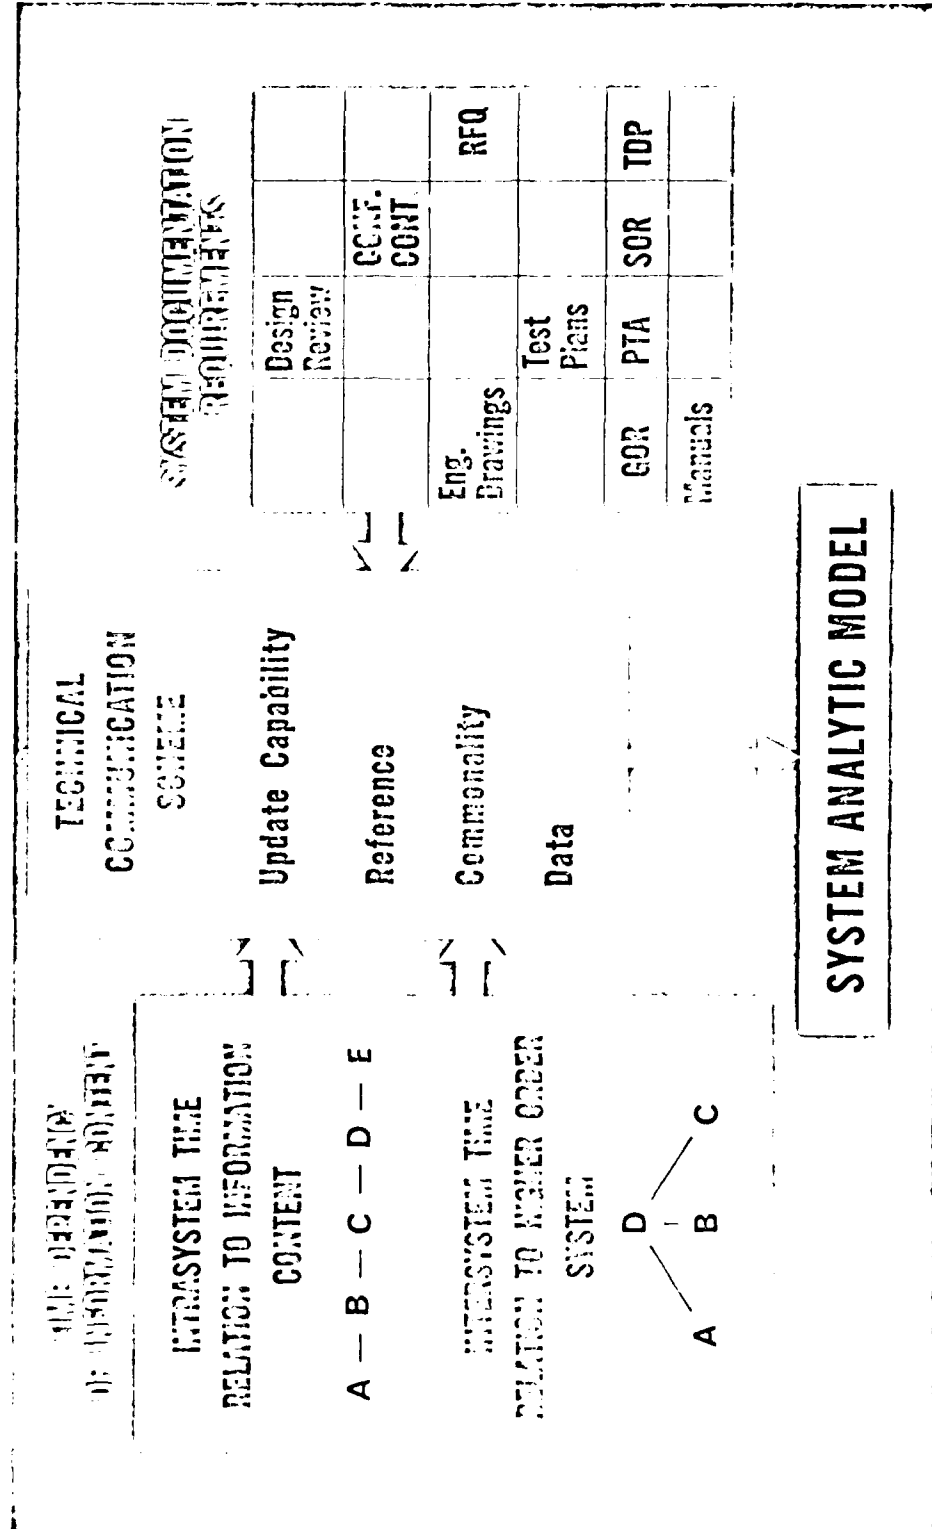 TIME DEPENDENCY
OF INFORMATION CONTENT
INTRASYSTEM TIME
RELATION TO INFORMATION
CONTENT
A — B — C — D — E
INTERSYSTEM TIME
RELATION TO HIGHER ORDER
SYSTEM
D
A B C
TECHNICAL
COMMUNICATION
SCHEME
Update Capability
Reference
Commonality
Data
SYSTEM DOCUMENTATION
REQUIREMENTS
Design
Review
CONF.
CONT
Eng.
Drawings
RFQ
Test
Plans
GOR PTA SOR TDP
Manuals
SYSTEM ANALYTIC MODEL